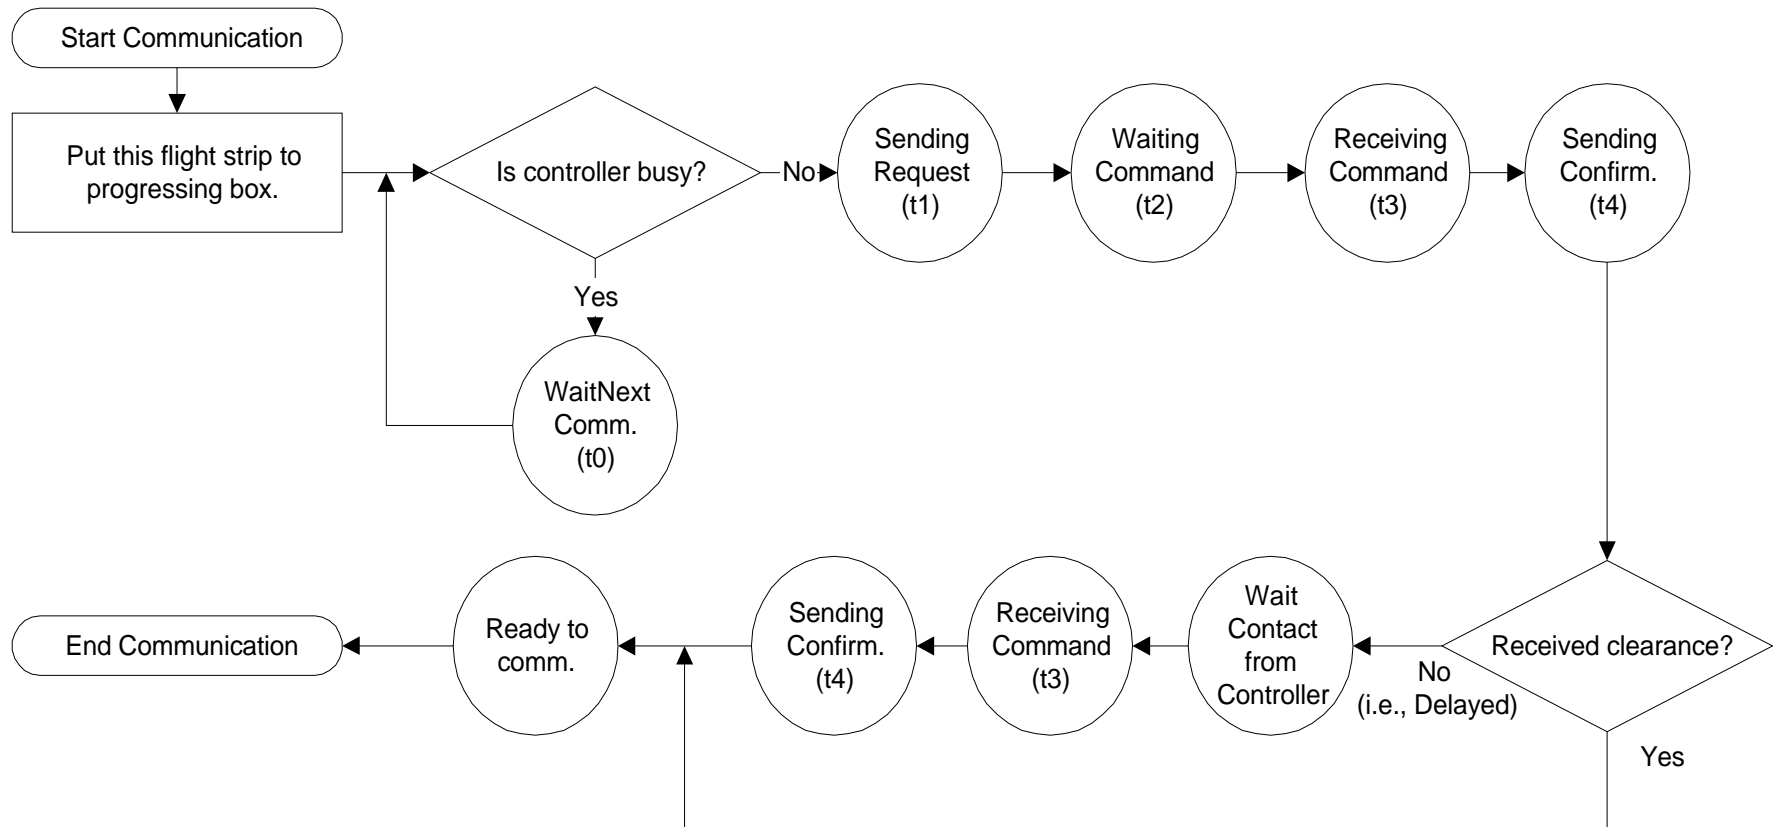 Start Communication
Put this flight strip to
progressing box.
Is controller busy?
No
Sending
Request
(t1)
Waiting
Command
(t2)
Receiving
Command
(t3)
Sending
Confirm.
(t4)
Yes
WaitNext
Comm.
(t0)
Received clearance?
No
(i.e., Delayed)
Yes
Wait
Contact
from
Controller
Receiving
Command
(t3)
Sending
Confirm.
(t4)
Ready to
comm.
End Communication